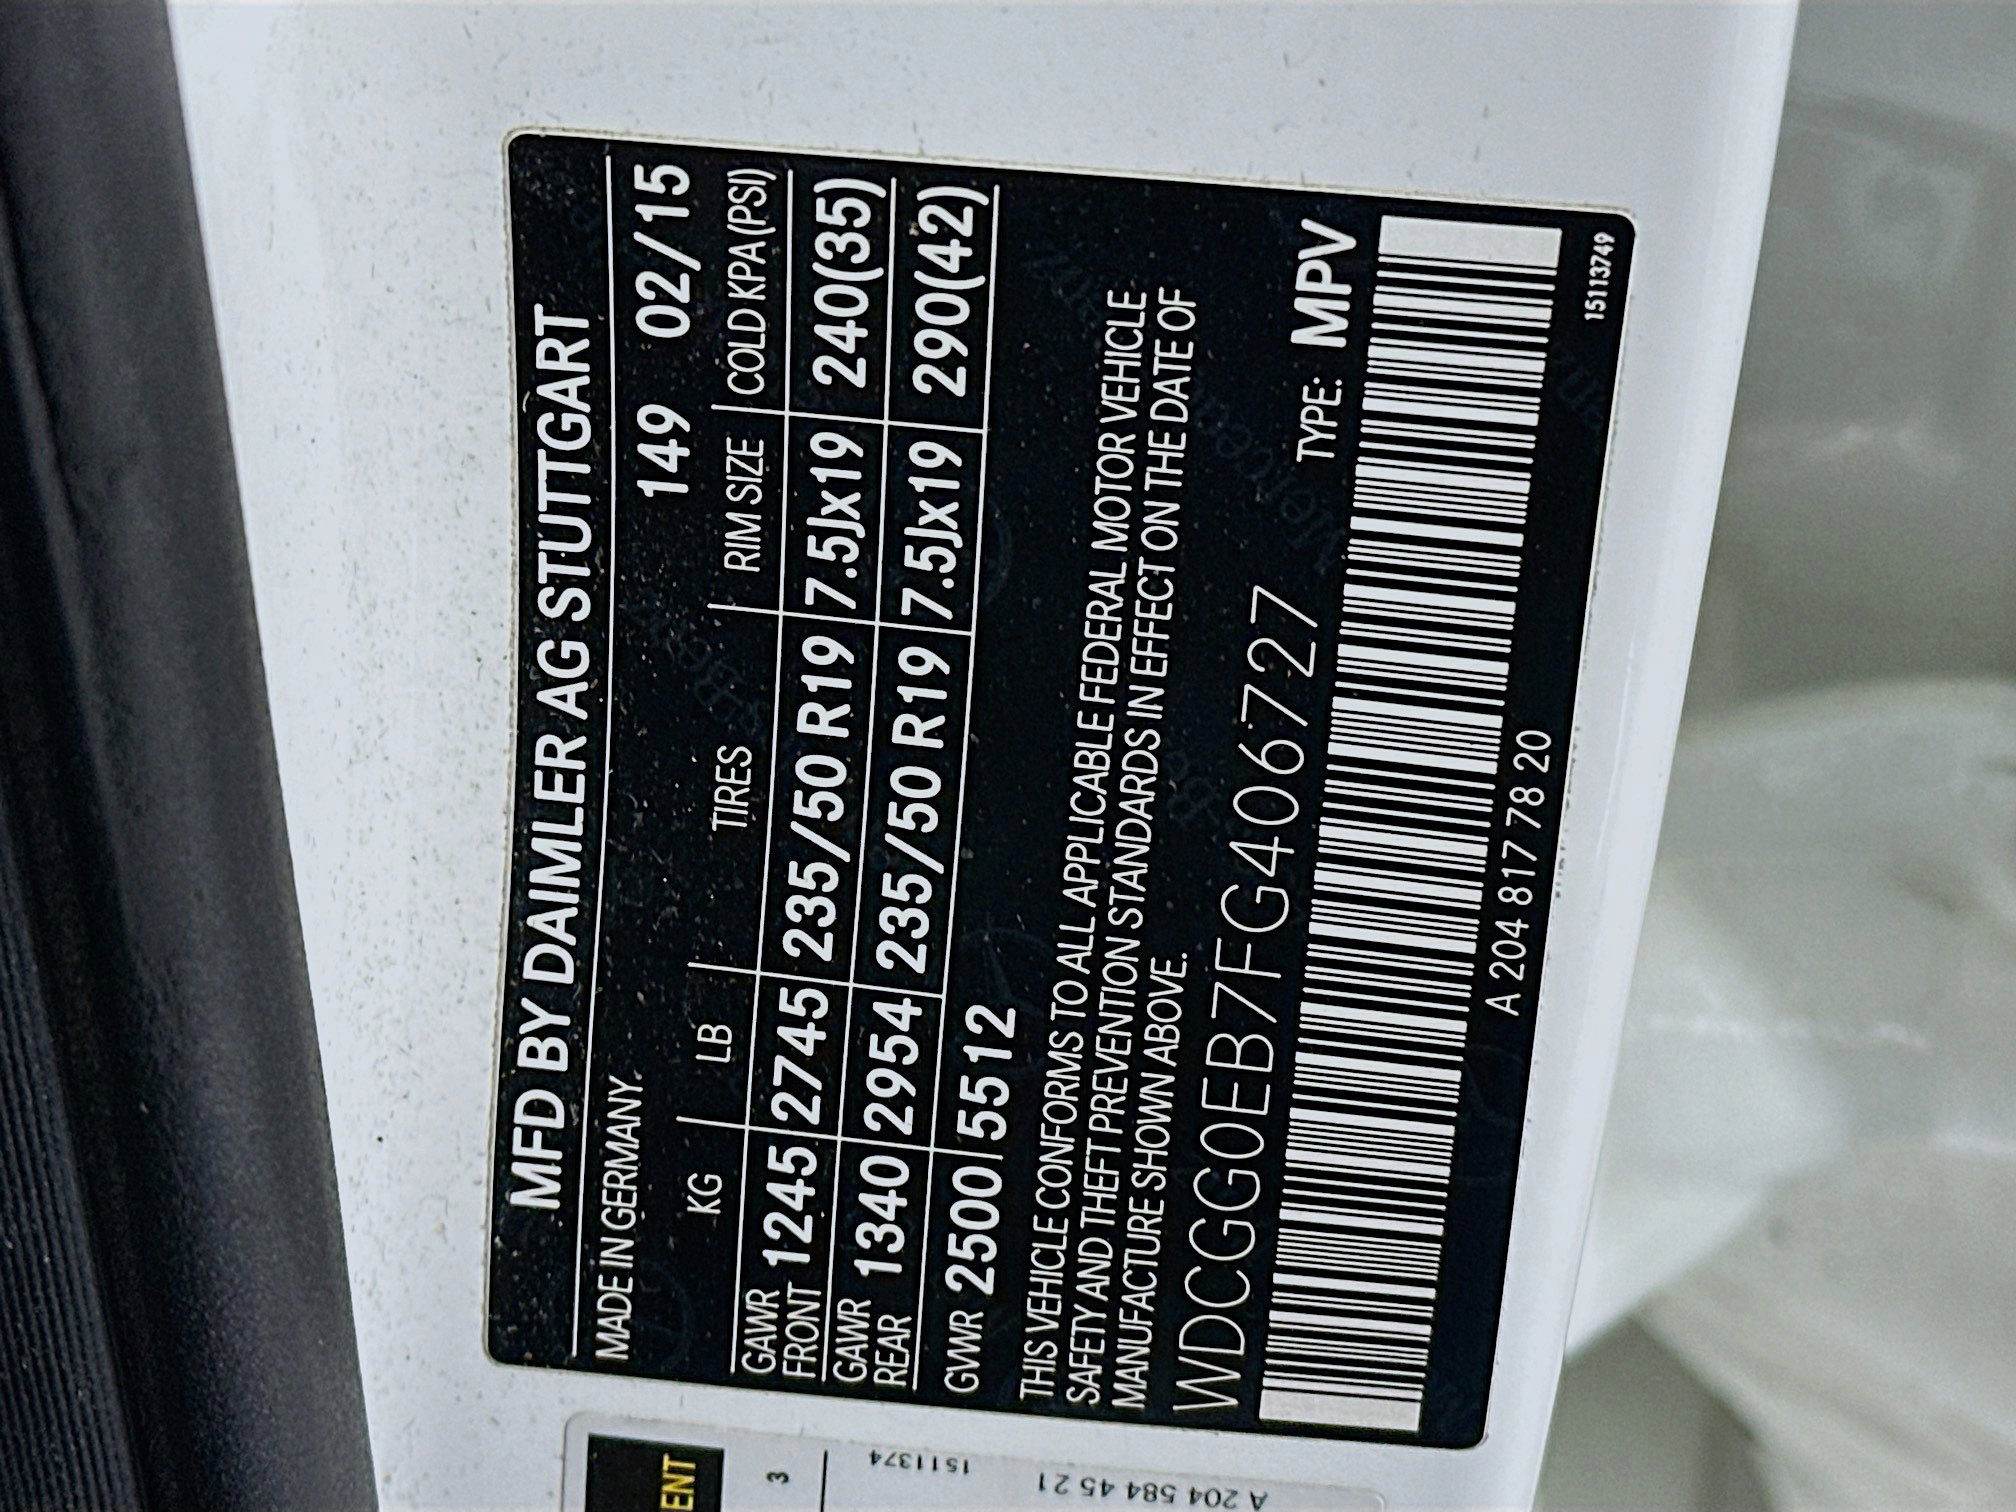 MFD BY DAIMLER AG STUTTGART
MADE IN GERMANY. 149 02/15
KG LB TIRES RIM SIZE COLD KPA(PSI)
GAWR FRONT 1245 2745 235/50 R19 7.5Jx19 240(35)
GAWR REAR 1340 2954 235/50 R19 7.5Jx19 290(42)
GVWR 2500 5512
THIS VEHICLE CONFORMS TO ALL APPLICABLE FEDERAL MOTOR VEHICLE
SAFETY AND THEFT PREVENTION STANDARDS IN EFFECT ON THE DATE OF
MANUFACTURE SHOWN ABOVE.
WDCGG0EB7FG406727 TYPE: MPV
A 204 817 78 20
15113749
ENT
3
1511374
A 204 584 45 21